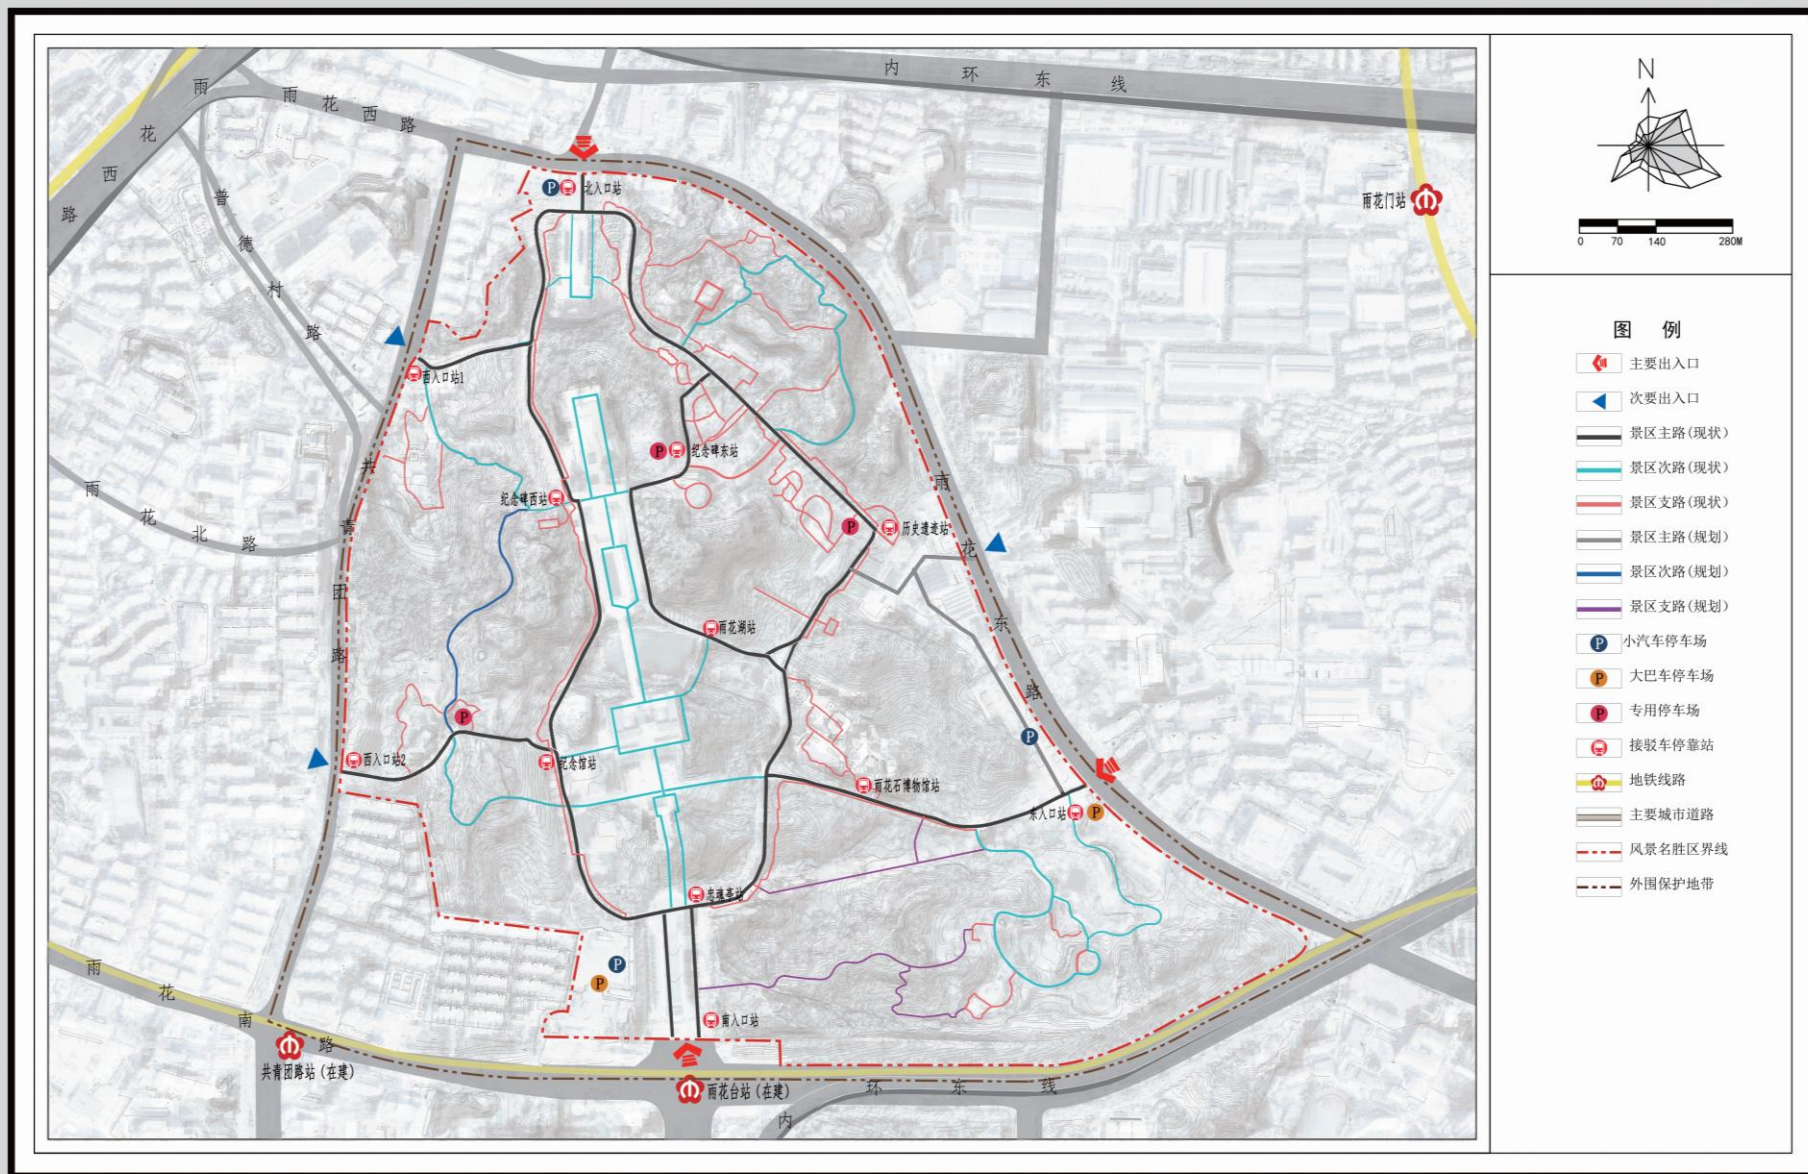 内环东线
雨花西路
雨花西路
普德村路
雨花门站
P
北入口站
西入口站1
共青团路
P
纪念碑东站
纪念碑西站
雨花北路
P
历史遗迹站
雨花东路
雨花湖站
P
P
西入口站2
纪念馆站
雨花石博物馆站
东入口站
P
忠魂亭站
P
P
南入口站
雨花南路
共青团路站（在建）
雨花台站（在建）
内环东线
N
0 70 140 280M
图 例
主要出入口
次要出入口
景区主路(现状)
景区次路(现状)
景区支路(现状)
景区主路(规划)
景区次路(规划)
景区支路(规划)
P 小汽车停车场
P 大巴车停车场
P 专用停车场
接驳车停靠站
地铁线路
主要城市道路
风景名胜区界线
外围保护地带